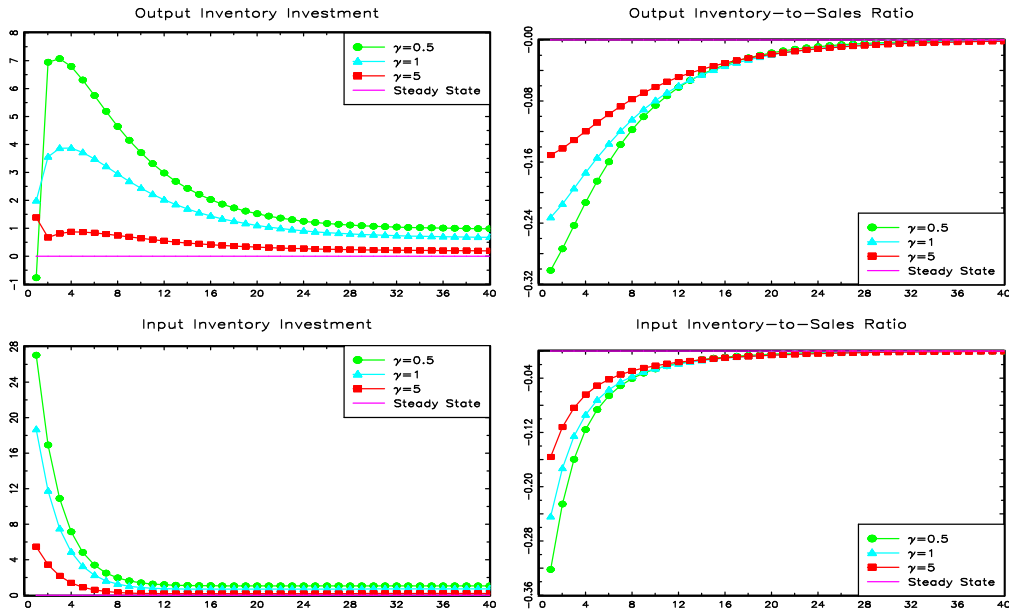 Output Inventory Investment
8
7
6
5
4
3
2
1
0
−1
γ=0.5
γ=1
γ=5
Steady State
0 4 8 12 16 20 24 28 32 36 40
Output Inventory−to−Sales Ratio
−0.00
−0.08
−0.16
−0.24
−0.32
γ=0.5
γ=1
γ=5
Steady State
0 4 8 12 16 20 24 28 32 36 40
Input Inventory Investment
28
24
20
16
12
8
4
0
γ=0.5
γ=1
γ=5
Steady State
0 4 8 12 16 20 24 28 32 36 40
Input Inventory−to−Sales Ratio
−0.04
−0.12
−0.20
−0.28
−0.36
γ=0.5
γ=1
γ=5
Steady State
0 4 8 12 16 20 24 28 32 36 40